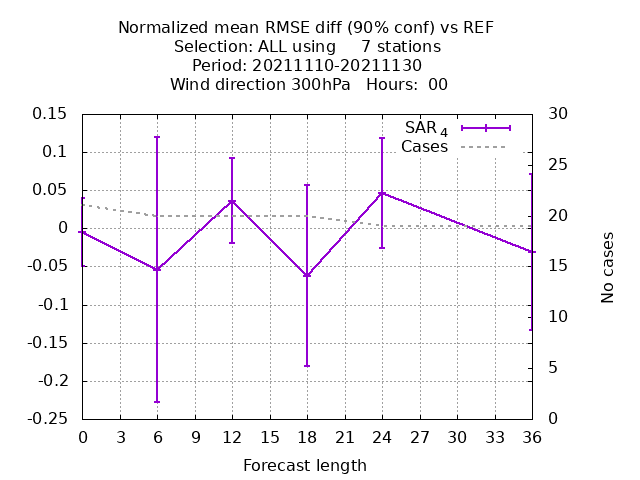 Normalized mean RMSE diff (90% conf) vs REF
Selection: ALL using     7 stations
Period: 20211110-20211130
Wind direction 300hPa   Hours:  00
SAR 4
Cases
0.15
0.1
0.05
0
-0.05
-0.1
-0.15
-0.2
-0.25
30
25
20
15
10
5
0
No cases
0 3 6 9 12 15 18 21 24 27 30 33 36
Forecast length